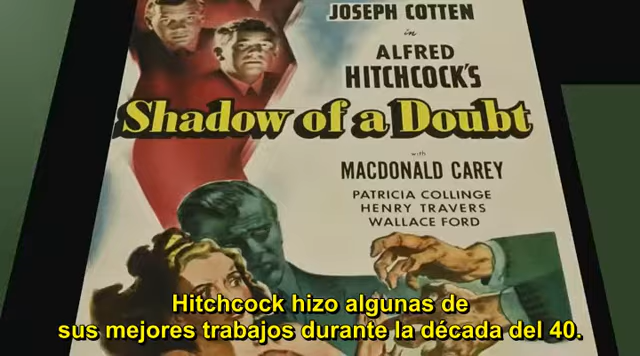 JOSEPH COTTEN
in
ALFRED
HITCHCOCK'S
Shadow of a Doubt
with
MACDONALD CAREY
PATRICIA COLLINGE
HENRY TRAVERS
WALLACE FORD
Hitchcock hizo algunas de
sus mejores trabajos durante la década del 40.